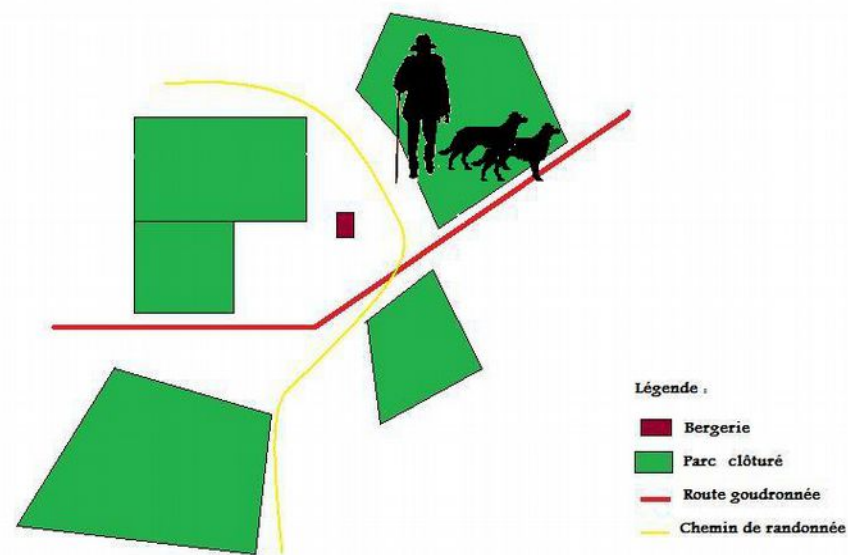 Légende :
Bergerie
Parc clôturé
Route goudronnée
Chemin de randonnée